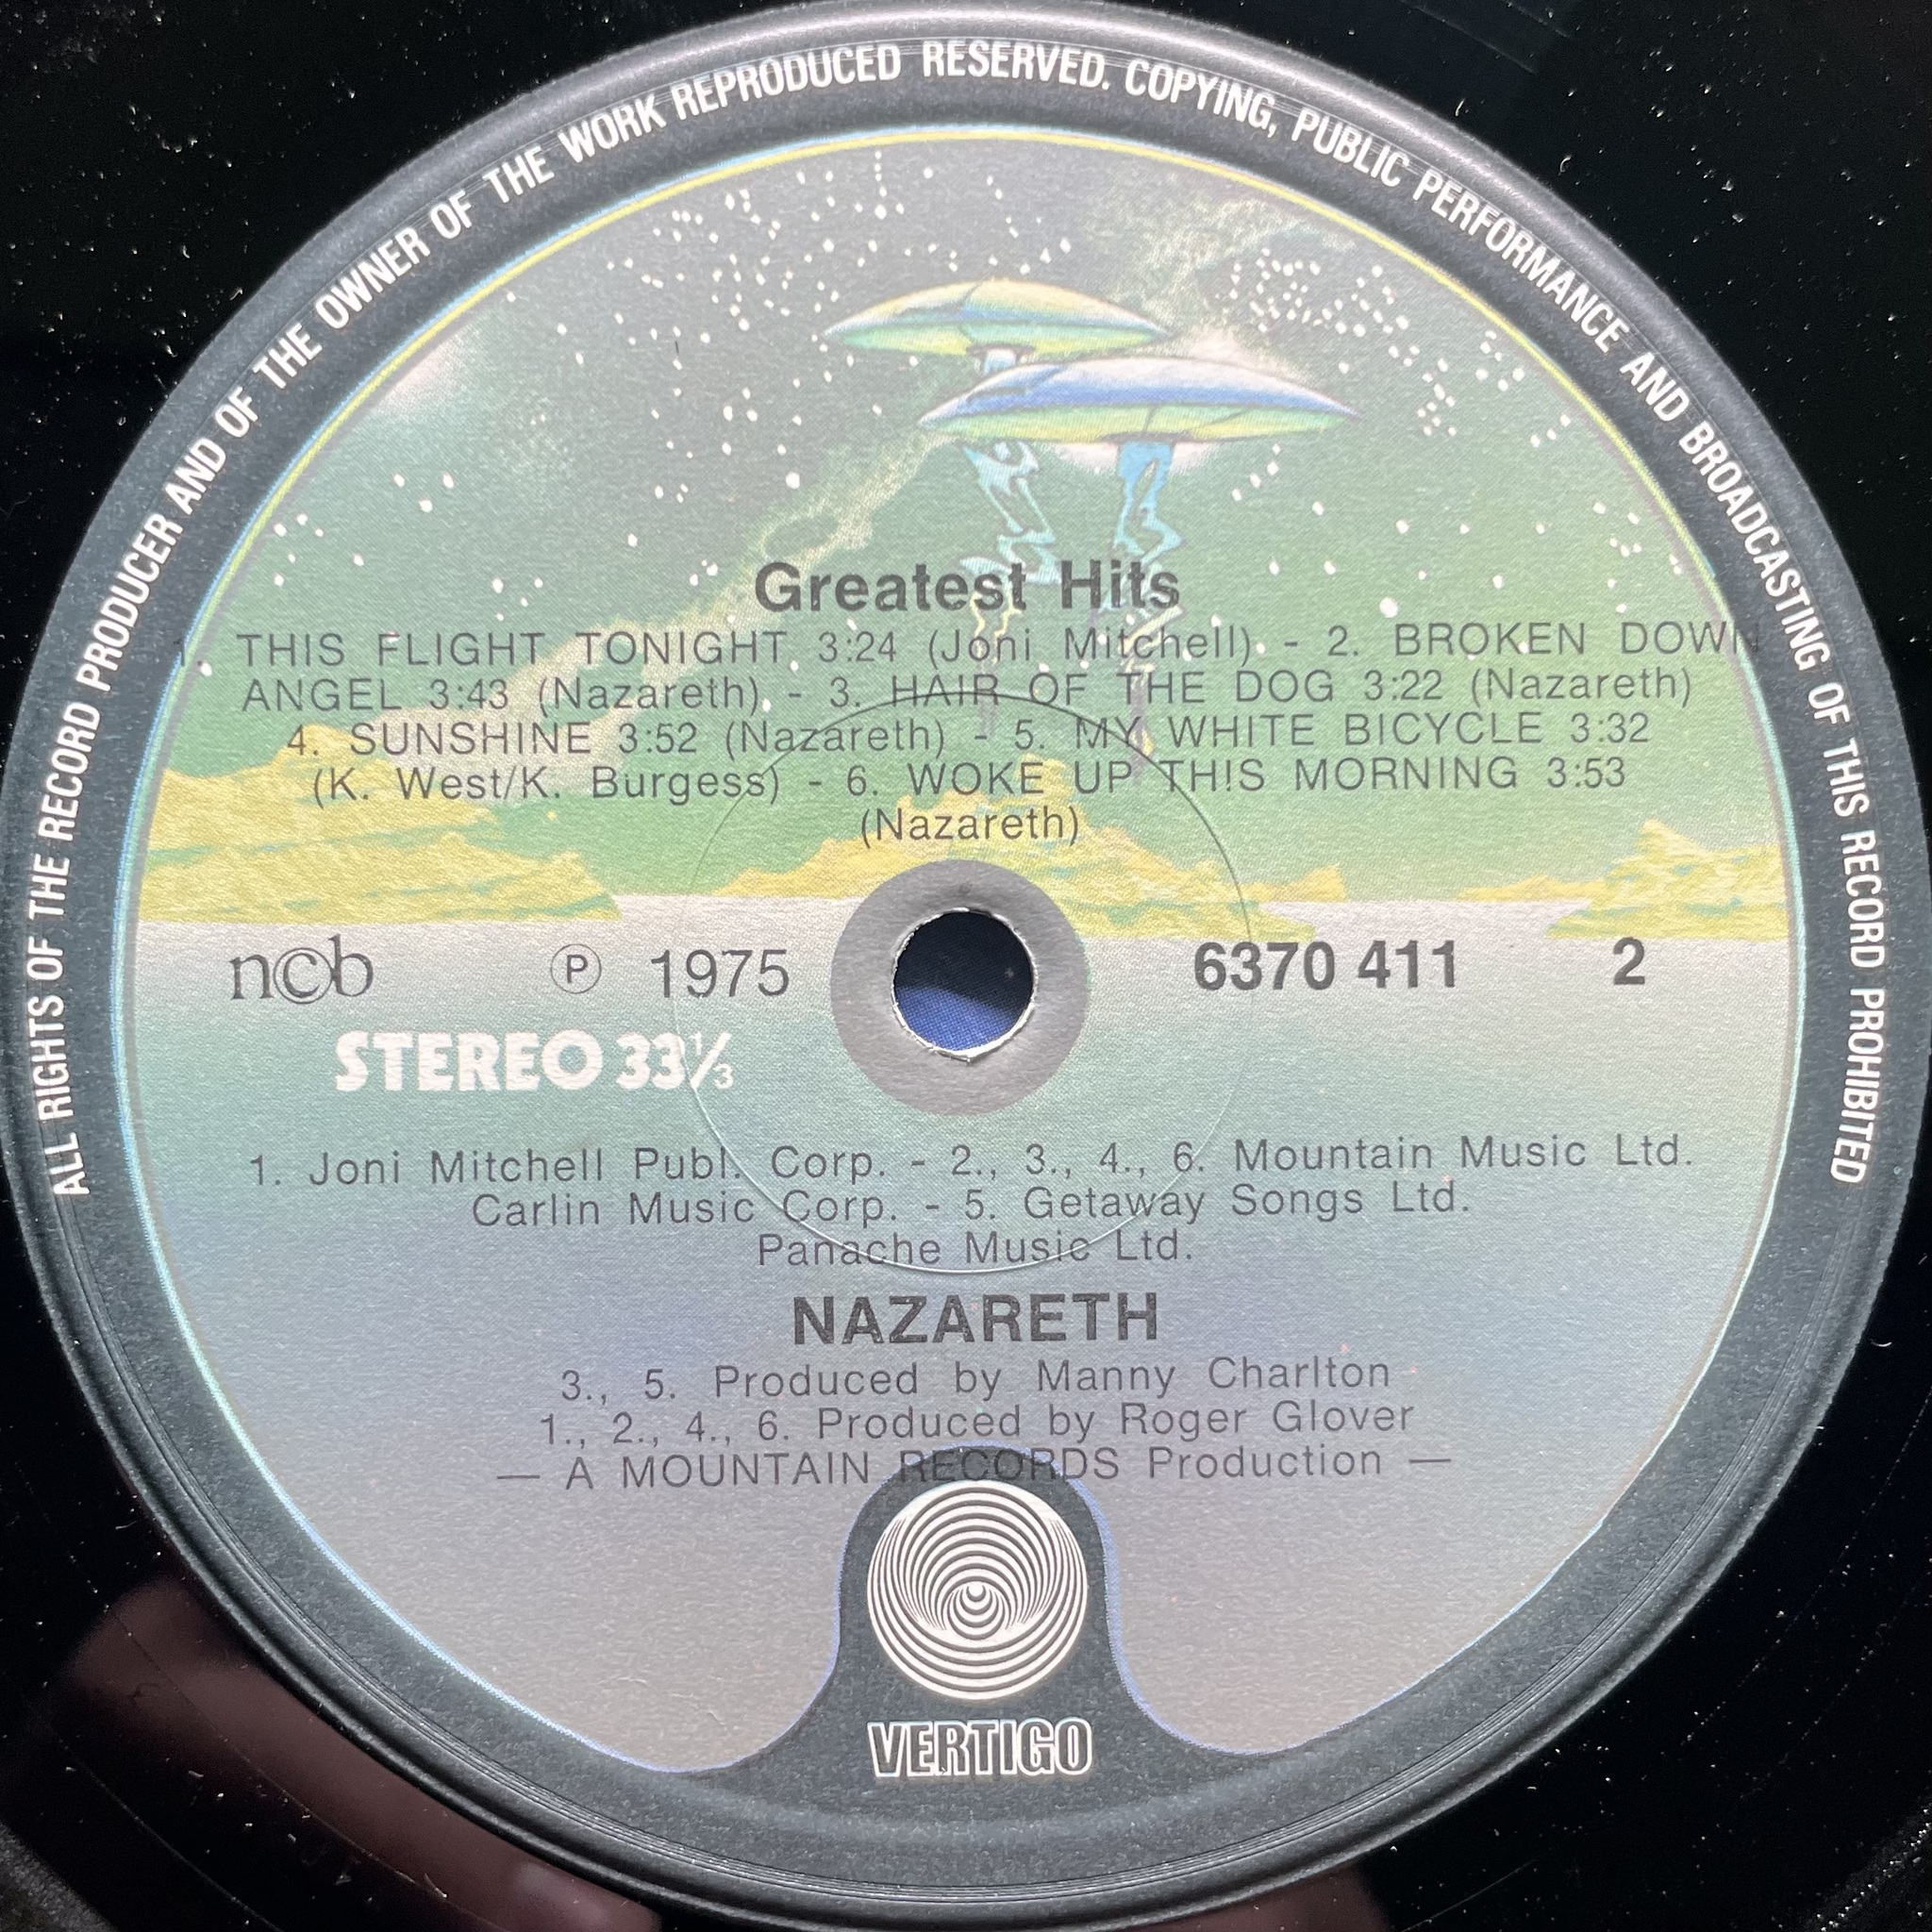 ALL RIGHTS OF THE RECORD PRODUCER AND OF THE OWNER OF THE WORK REPRODUCED RESERVED. COPYING, PUBLIC PERFORMANCE AND BROADCASTING OF THIS RECORD PROHIBITED
Greatest Hits
1. THIS FLIGHT TONIGHT 3:24 (Joni Mitchell) - 2. BROKEN DOWN
ANGEL 3:43 (Nazareth) - 3. HAIR OF THE DOG 3:22 (Nazareth)
4. SUNSHINE 3:52 (Nazareth) - 5. MY WHITE BICYCLE 3:32
(K. West/K. Burgess) - 6. WOKE UP THIS MORNING 3:53
(Nazareth)
n©b ℗ 1975 6370 411 2
STEREO 33⅓
1. Joni Mitchell Publ. Corp. - 2., 3., 4., 6. Mountain Music Ltd.
Carlin Music Corp. - 5. Getaway Songs Ltd.
Panache Music Ltd.
NAZARETH
3., 5. Produced by Manny Charlton
1., 2., 4., 6. Produced by Roger Glover
— A MOUNTAIN RECORDS Production —
VERTIGO